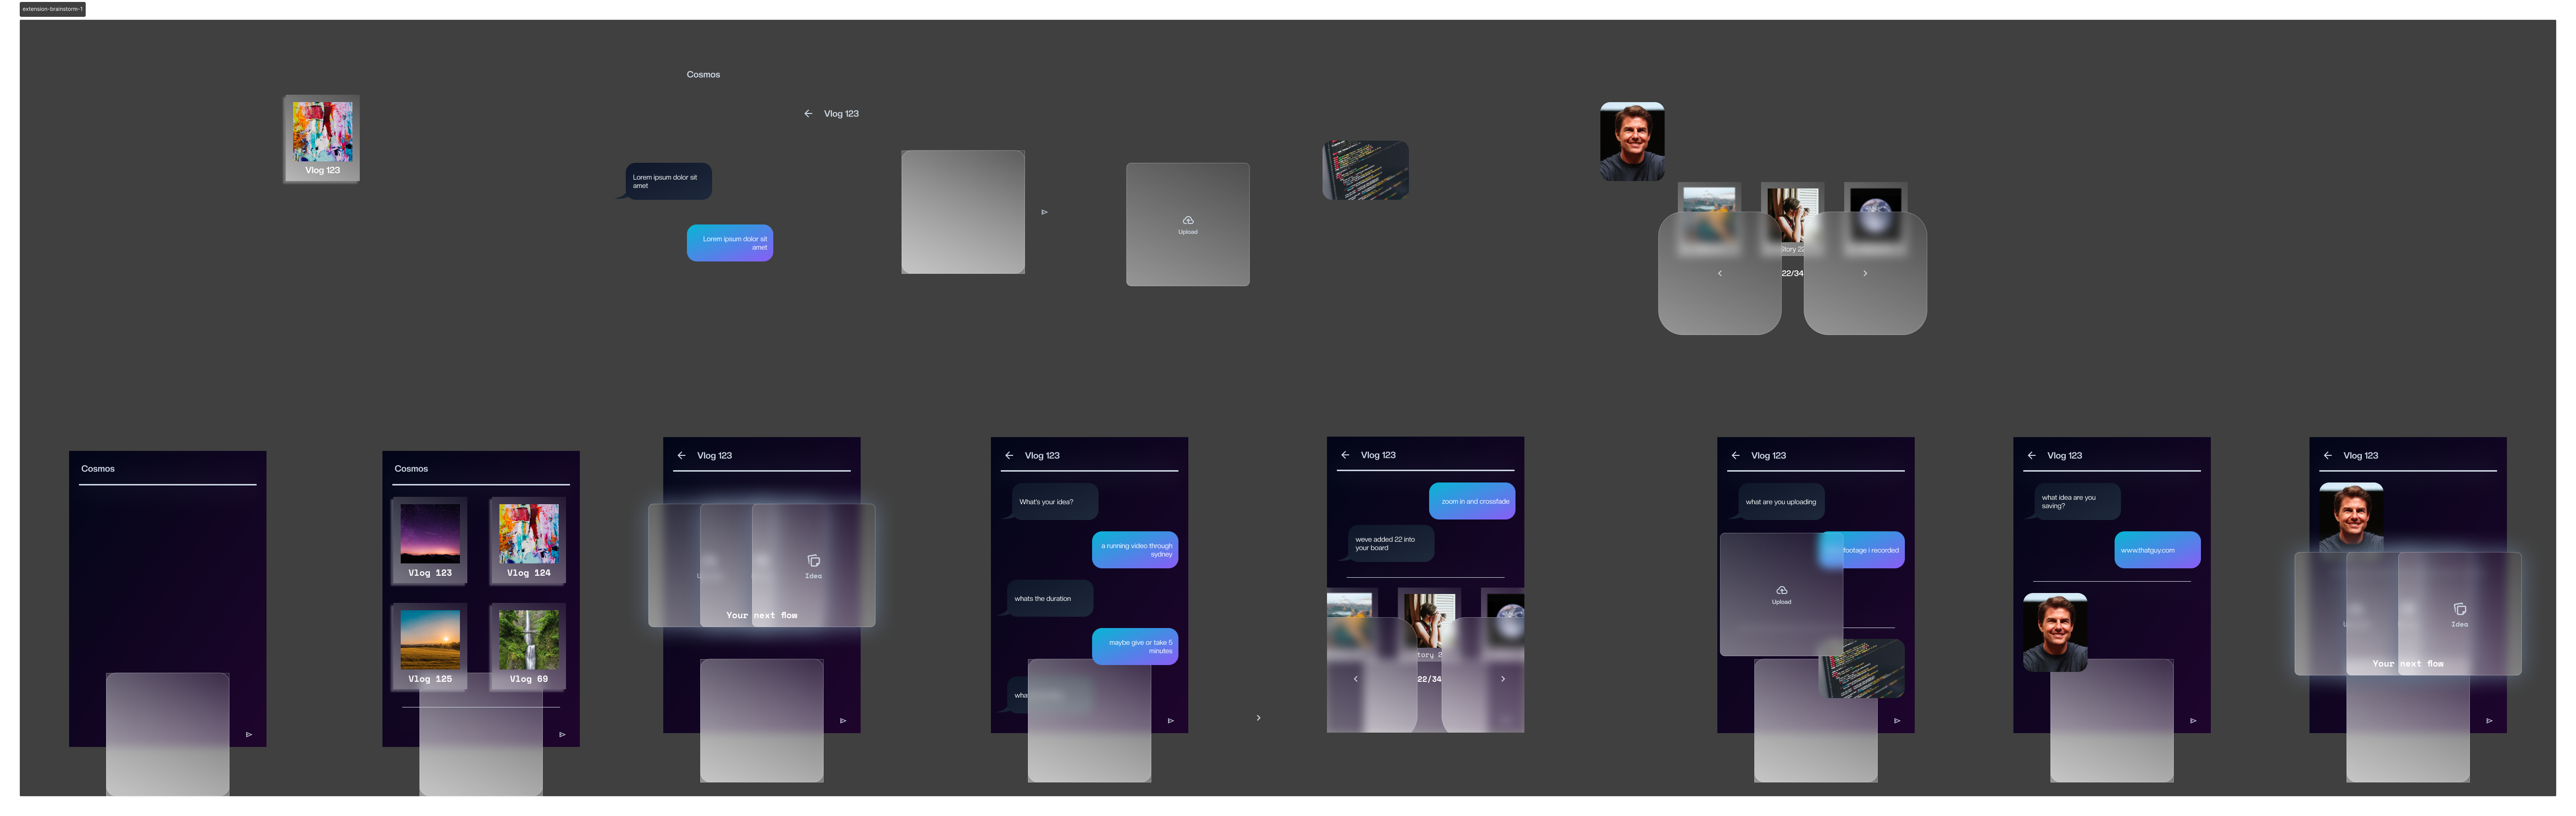 extension-brainstorm-1
Cosmos
Vlog 123
Vlog 123
Lorem ipsum dolor sit
amet
Lorem ipsum dolor sit
amet
Upload
tory 22
22/34
Cosmos
Cosmos
Vlog 123
Vlog 124
Vlog 125
Vlog 69
Vlog 123
Idea
Your next flow
Vlog 123
What's your idea?
a running video through
sydney
whats the duration
maybe give or take 5
minutes
wha
Vlog 123
zoom in and crossfade
weve added 22 into
your board
tory 2
22/34
Vlog 123
what are you uploading
footage i recorded
Upload
Vlog 123
what idea are you
saving?
www.thatguy.com
Vlog 123
Idea
Your next flow